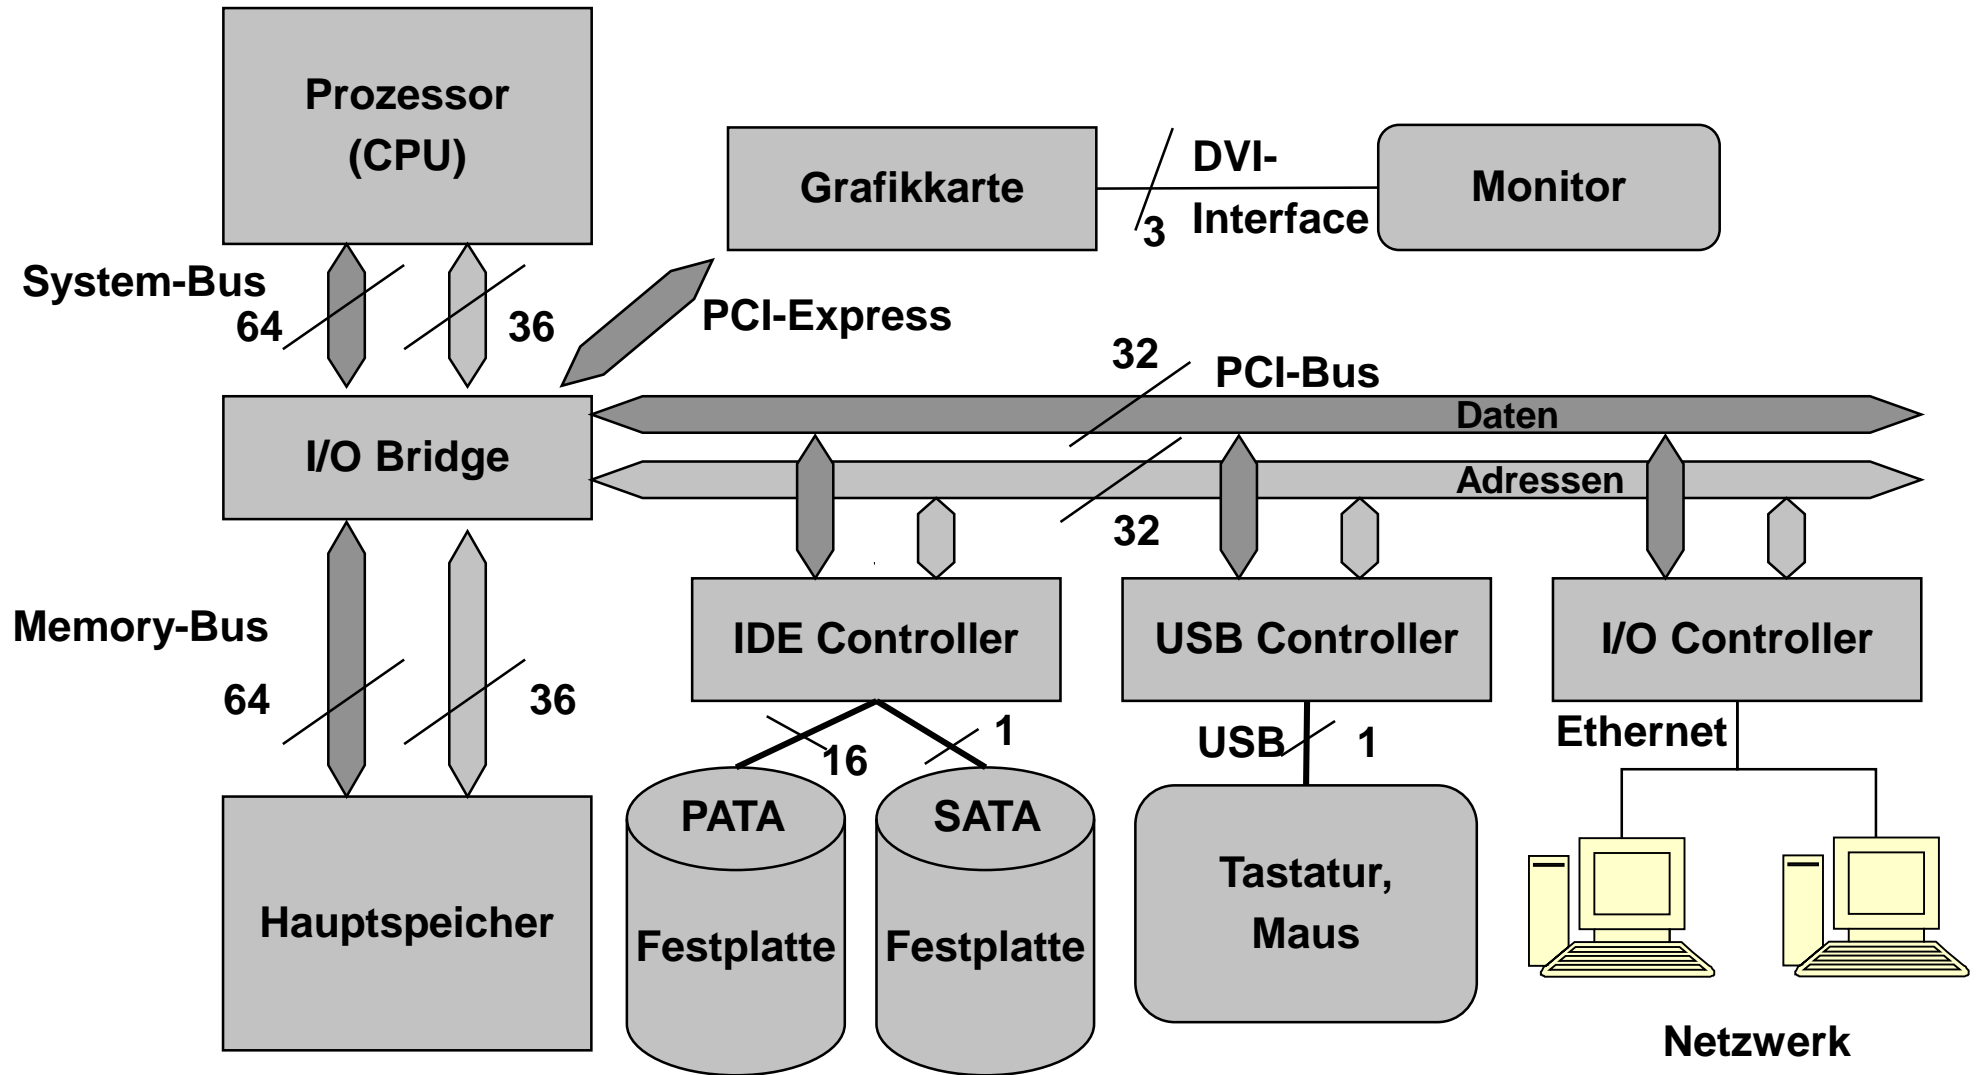 Prozessor
(CPU)
Grafikkarte
DVI-
Interface
3
Monitor
System-Bus
64
36
PCI-Express
32
PCI-Bus
Daten
I/O Bridge
Adressen
32
Memory-Bus
64
36
IDE Controller
USB Controller
I/O Controller
16
1
USB
1
Ethernet
PATA
Festplatte
SATA
Festplatte
Tastatur,
Maus
Hauptspeicher
Netzwerk